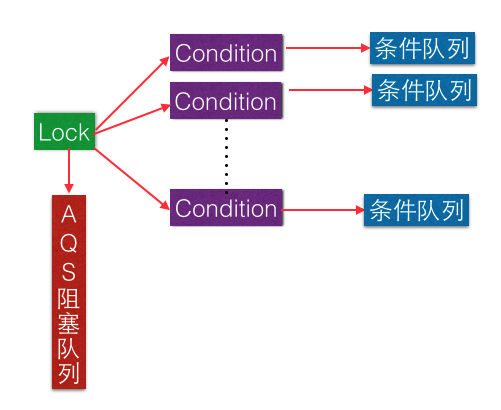 Condition
条件队列
Condition
条件队列
Lock
Condition
条件队列
A
Q
S
阻
塞
队
列